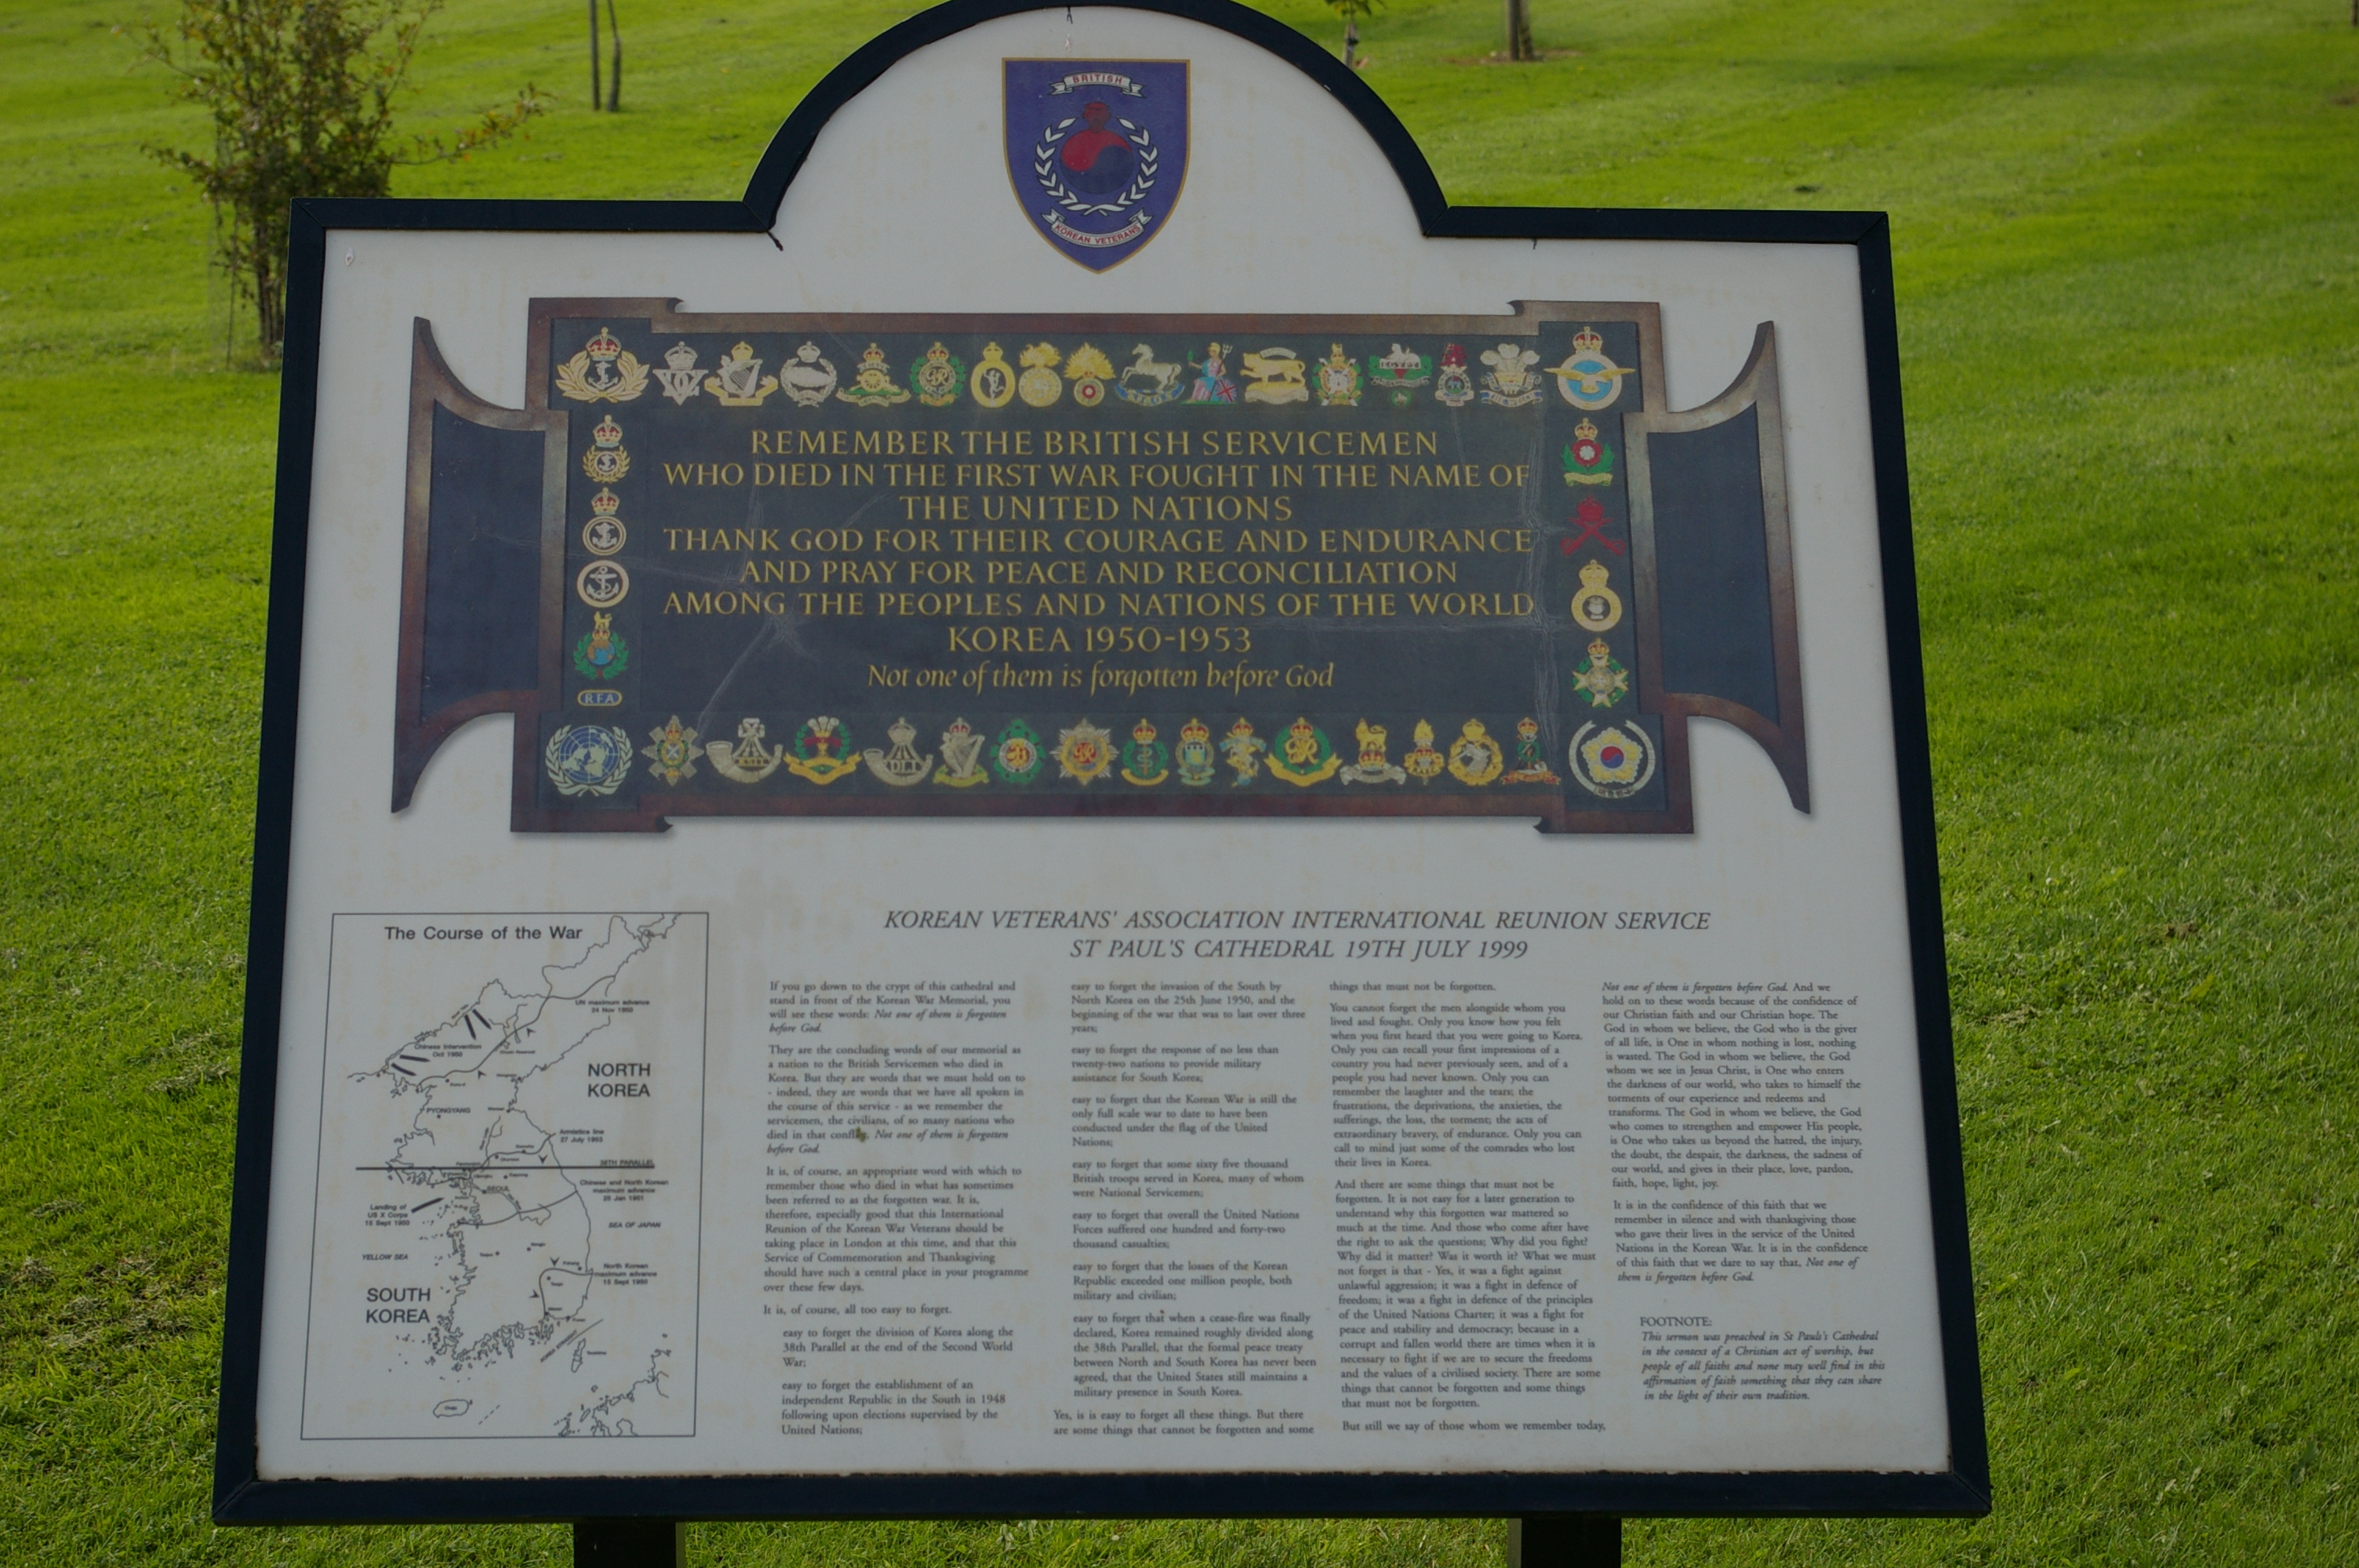 BRITISH
KOREAN VETERANS
REMEMBER THE BRITISH SERVICEMEN
WHO DIED IN THE FIRST WAR FOUGHT IN THE NAME OF
THE UNITED NATIONS
THANK GOD FOR THEIR COURAGE AND ENDURANCE
AND PRAY FOR PEACE AND RECONCILIATION
AMONG THE PEOPLES AND NATIONS OF THE WORLD
KOREA 1950-1953
Not one of them is forgotten before God
RFA
The Course of the War
UN maximum advance
24 Nov 1950
Chinese Intervention
Oct 1950
NORTH
KOREA
PYONGYANG
Armistice line
27 July 1953
38TH PARALLEL
Chinese and North Korean
maximum advance
25 Jan 1951
SEOUL
Landing of
US X Corps
15 Sept 1950
SEA OF JAPAN
YELLOW SEA
North Korean
maximum advance
15 Sept 1950
SOUTH
KOREA
KOREAN VETERANS' ASSOCIATION INTERNATIONAL REUNION SERVICE
ST PAUL'S CATHEDRAL 19TH JULY 1999
If you go down to the crypt of this cathedral and
stand in front of the Korean War Memorial, you
will see these words: Not one of them is forgotten
before God.
They are the concluding words of our memorial as
a nation to the British Servicemen who died in
Korea. But they are words that we must hold on to
- indeed, they are words that we have all spoken in
the course of this service - as we remember the
servicemen, the civilians, of so many nations who
died in that conflict. Not one of them is forgotten
before God.
It is, of course, an appropriate word with which to
remember those who died in what has sometimes
been referred to as the forgotten war. It is,
therefore, especially good that this International
Reunion of the Korean War Veterans should be
taking place in London at this time, and that this
Service of Commemoration and Thanksgiving
should have such a central place in your programme
over these few days.
It is, of course, all too easy to forget.
easy to forget the division of Korea along the
38th Parallel at the end of the Second World
War;
easy to forget the establishment of an
independent Republic in the South in 1948
following upon elections supervised by the
United Nations;
easy to forget the invasion of the South by
North Korea on the 25th June 1950, and the
beginning of the war that was to last over three
years;
easy to forget the response of no less than
twenty-two nations to provide military
assistance for South Korea;
easy to forget that the Korean War is still the
only full scale war to date to have been
conducted under the flag of the United
Nations;
easy to forget that some sixty five thousand
British troops served in Korea, many of whom
were National Servicemen;
easy to forget that overall the United Nations
Forces suffered one hundred and forty-two
thousand casualties;
easy to forget that the losses of the Korean
Republic exceeded one million people, both
military and civilian;
easy to forget that when a cease-fire was finally
declared, Korea remained roughly divided along
the 38th Parallel, that the formal peace treaty
between North and South Korea has never been
agreed, that the United States still maintains a
military presence in South Korea.
Yes, is is easy to forget all these things. But there
are some things that cannot be forgotten and some
things that must not be forgotten.
You cannot forget the men alongside whom you
lived and fought. Only you know how you felt
when you first heard that you were going to Korea.
Only you can recall your first impressions of a
country you had never previously seen, and of a
people you had never known. Only you can
remember the laughter and the tears; the
frustrations, the deprivations, the anxieties, the
sufferings, the loss, the torment; the acts of
extraordinary bravery, of endurance. Only you can
call to mind just some of the comrades who lost
their lives in Korea.
And there are some things that must not be
forgotten. It is not easy for a later generation to
understand why this forgotten war mattered so
much at the time. And those who come after have
the right to ask the questions; Why did you fight?
Why did it matter? Was it worth it? What we must
not forget is that - Yes, it was a fight against
unlawful aggression; it was a fight in defence of
freedom; it was a fight in defence of the principles
of the United Nations Charter; it was a fight for
peace and stability and democracy; because in a
corrupt and fallen world there are times when it is
necessary to fight if we are to secure the freedoms
and the values of a civilised society. There are some
things that cannot be forgotten and some things
that must not be forgotten.
But still we say of those whom we remember today,
Not one of them is forgotten before God. And we
hold on to these words because of the confidence of
our Christian faith and our Christian hope. The
God in whom we believe, the God who is the giver
of all life, is One in whom nothing is lost, nothing
is wasted. The God in whom we believe, the God
whom we see in Jesus Christ, is One who enters
the darkness of our world, who takes to himself the
torments of our experience and redeems and
transforms. The God in whom we believe, the God
who comes to strengthen and empower His people,
is One who takes us beyond the hatred, the injury,
the doubt, the despair, the darkness, the sadness of
our world, and gives in their place, love, pardon,
faith, hope, light, joy.
It is in the confidence of this faith that we
remember in silence and with thanksgiving those
who gave their lives in the service of the United
Nations in the Korean War. It is in the confidence
of this faith that we dare to say that, Not one of
them is forgotten before God.
FOOTNOTE:
This sermon was preached in St Paul's Cathedral
in the context of a Christian act of worship, but
people of all faiths and none may well find in this
affirmation of faith something that they can share
in the light of their own tradition.